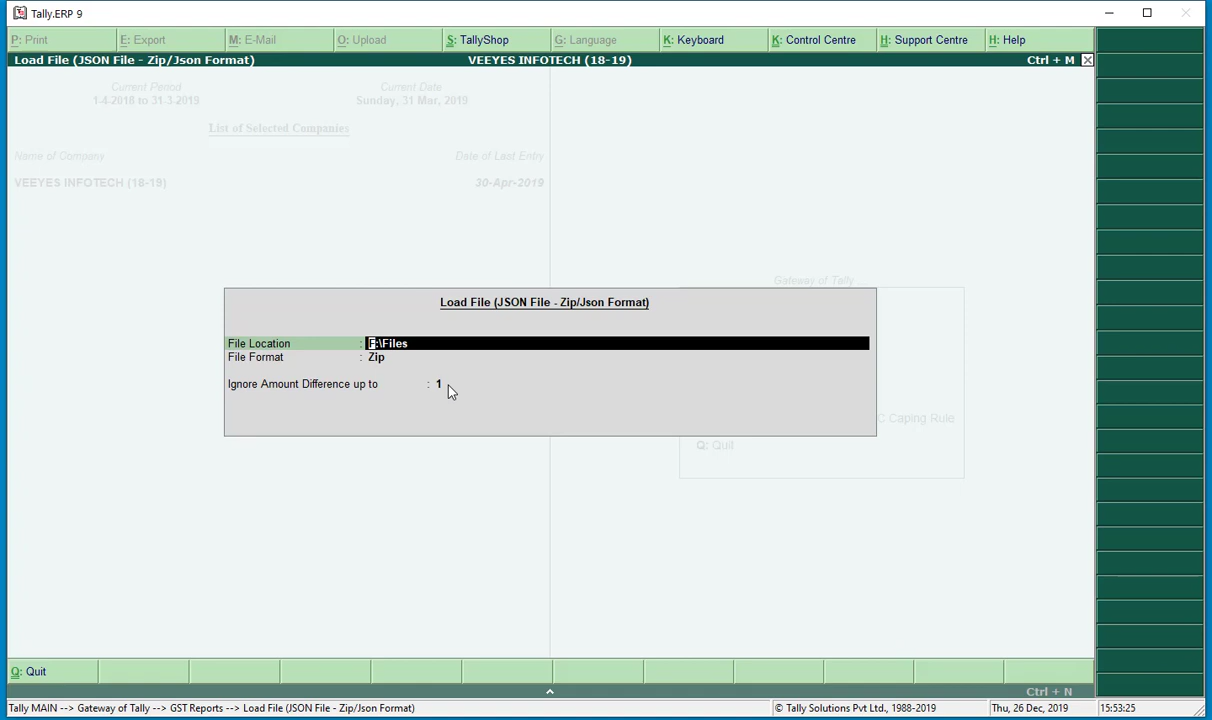 Tally.ERP 9
P: Print E: Export M: E-Mail O: Upload S: TallyShop G: Language K: Keyboard K: Control Centre H: Support Centre H: Help
Load File (JSON File - Zip/Json Format) VEEYES INFOTECH (18-19) Ctrl + M
Current Period Current Date
1-4-2018 to 31-3-2019 Sunday, 31 Mar, 2019
List of Selected Companies
Name of Company Date of Last Entry
VEEYES INFOTECH (18-19) 30-Apr-2019
Gateway of Tally
Load File (JSON File - Zip/Json Format)
File Location : F:\Files
File Format : Zip
Ignore Amount Difference up to : 1
C Caping Rule
Q: Quit
Q: Quit
Ctrl + N
Tally MAIN --> Gateway of Tally --> GST Reports --> Load File (JSON File - Zip/Json Format) © Tally Solutions Pvt Ltd., 1988-2019 Thu, 26 Dec, 2019 15:53:25